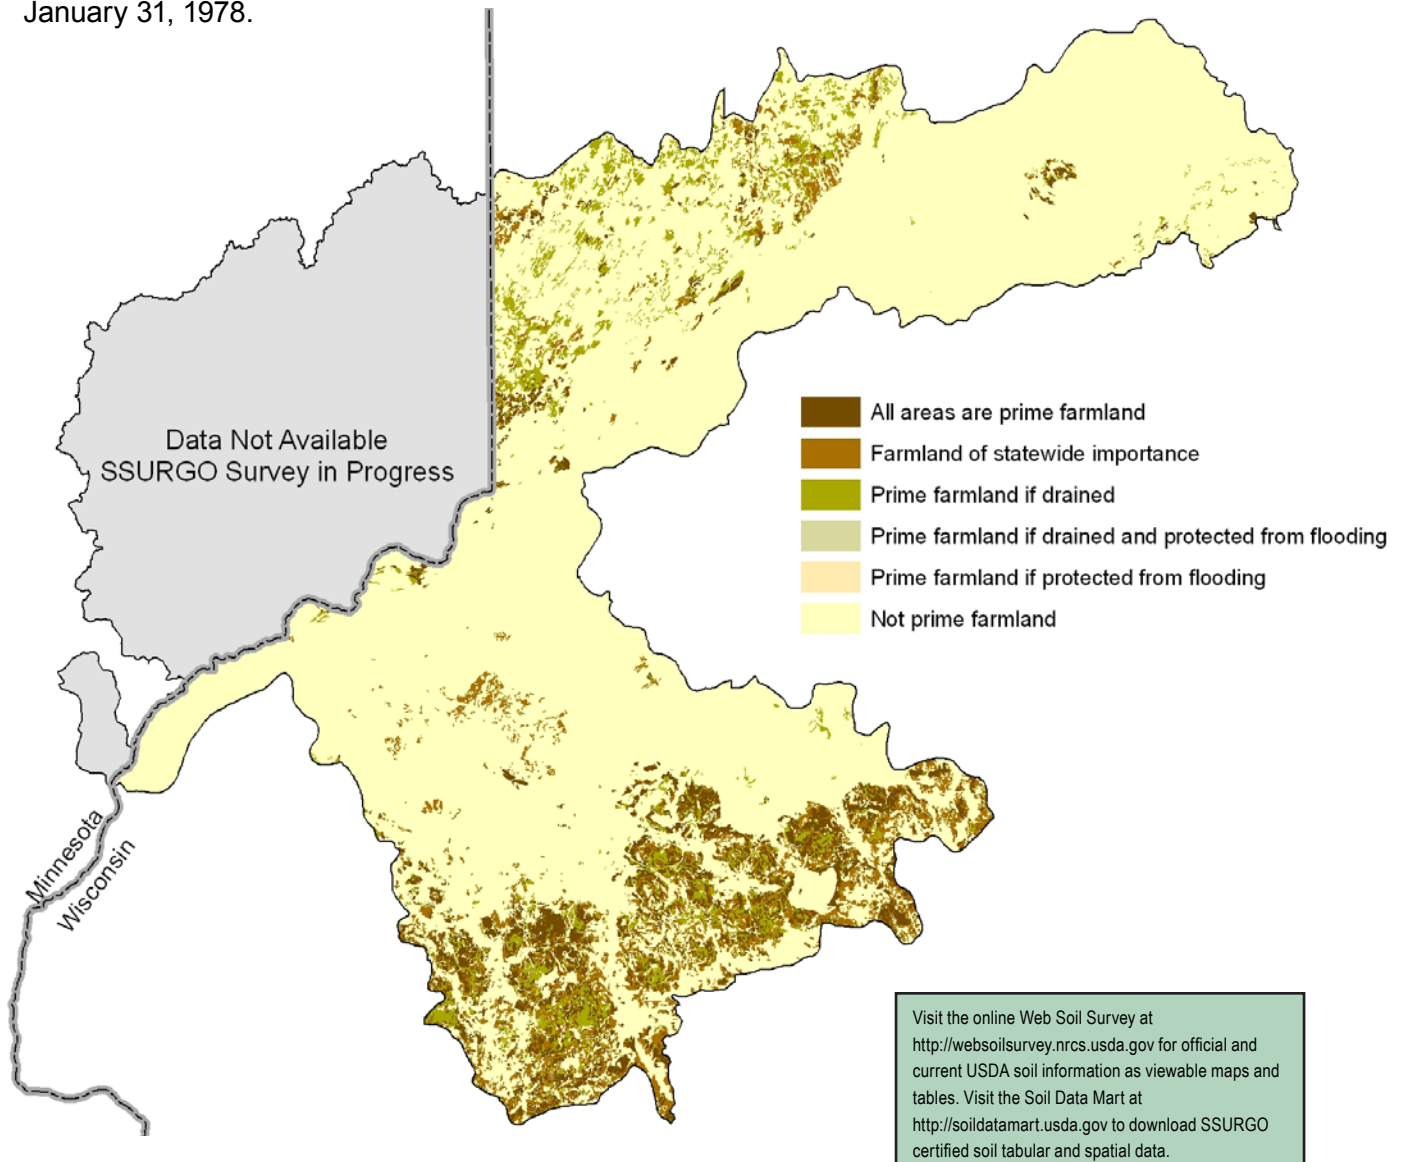 January 31, 1978.
Data Not Available
SSURGO Survey in Progress
All areas are prime farmland
Farmland of statewide importance
Prime farmland if drained
Prime farmland if drained and protected from flooding
Prime farmland if protected from flooding
Not prime farmland
Minnesota
Wisconsin
Visit the online Web Soil Survey at
http://websoilsurvey.nrcs.usda.gov for official and
current USDA soil information as viewable maps and
tables. Visit the Soil Data Mart at
http://soildatamart.usda.gov to download SSURGO
certified soil tabular and spatial data.